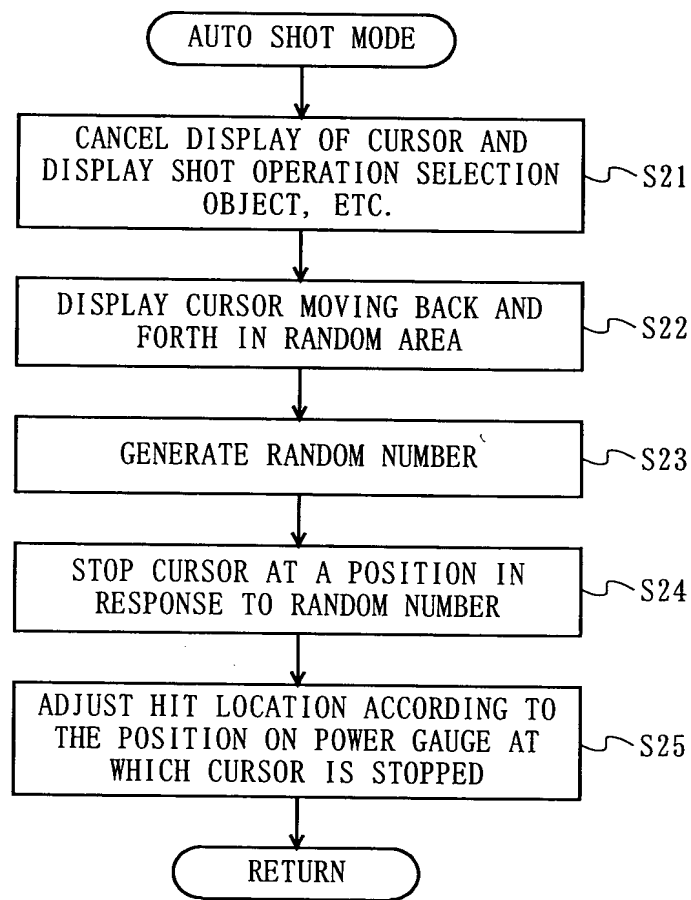 AUTO SHOT MODE
CANCEL DISPLAY OF CURSOR AND
DISPLAY SHOT OPERATION SELECTION
OBJECT, ETC.
S21
DISPLAY CURSOR MOVING BACK AND
FORTH IN RANDOM AREA
S22
GENERATE RANDOM NUMBER
S23
STOP CURSOR AT A POSITION IN
RESPONSE TO RANDOM NUMBER
S24
ADJUST HIT LOCATION ACCORDING TO
THE POSITION ON POWER GAUGE AT
WHICH CURSOR IS STOPPED
S25
RETURN